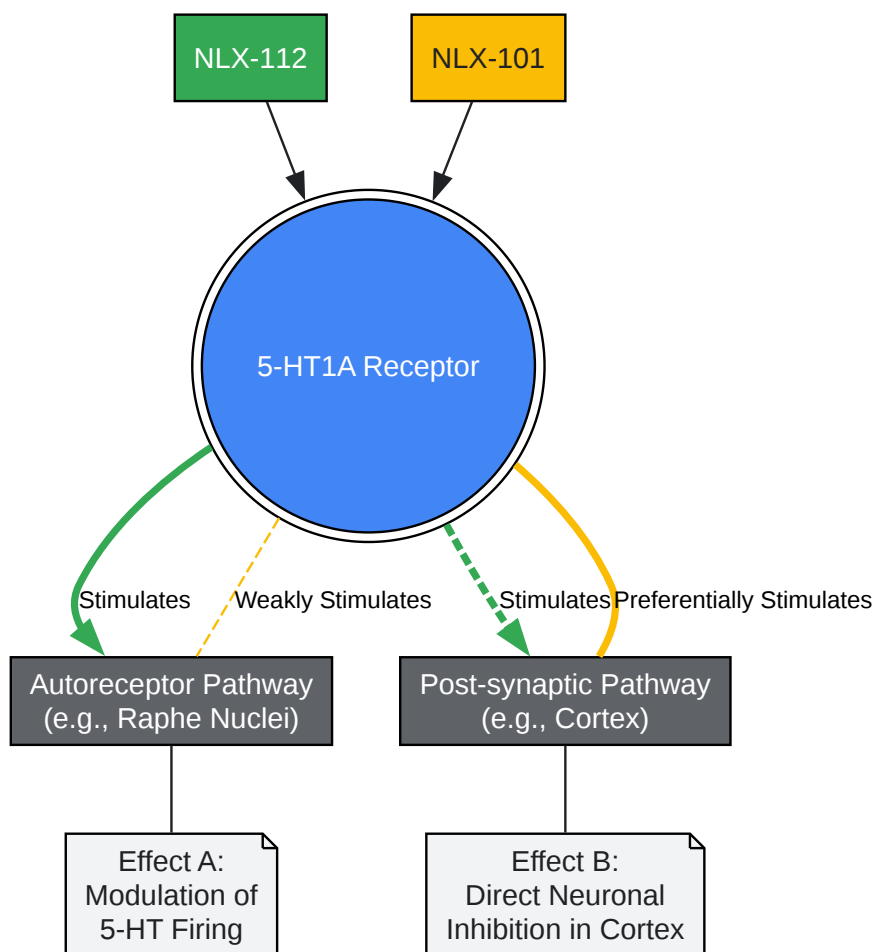 NLX-112
NLX-101
5-HT1A Receptor
Stimulates
Weakly Stimulates
Stimulates
Preferentially Stimulates
Autoreceptor Pathway
(e.g., Raphe Nuclei)
Post-synaptic Pathway
(e.g., Cortex)
Effect A:
Modulation of
5-HT Firing
Effect B:
Direct Neuronal
Inhibition in Cortex